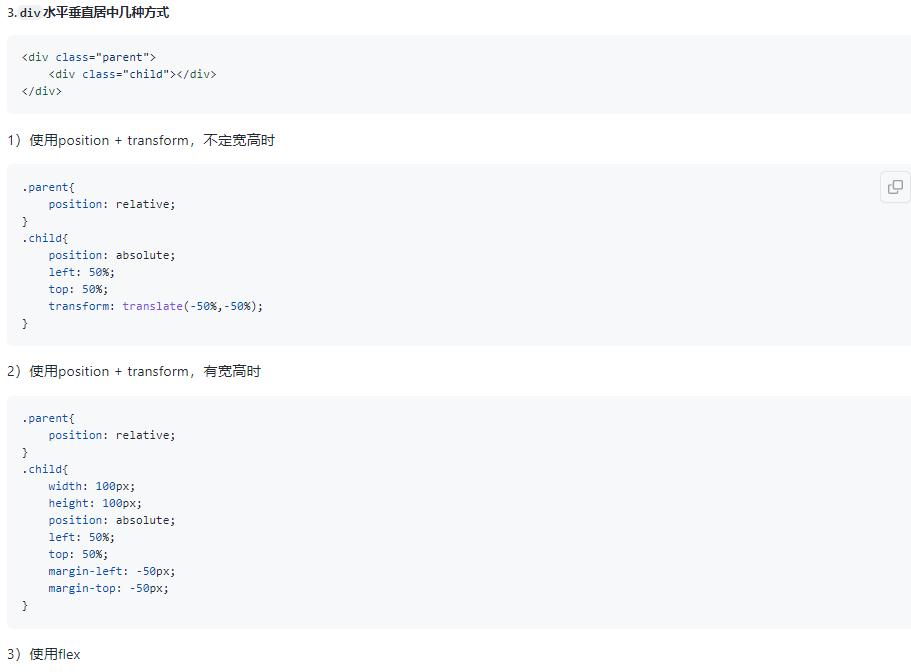 3.div水平垂直居中几种方式
<div class="parent">
    <div class="child"></div>
</div>
1）使用position + transform，不定宽高时
.parent{
    position: relative;
}
.child{
    position: absolute;
    left: 50%;
    top: 50%;
    transform: translate(-50%,-50%);
}
2）使用position + transform，有宽高时
.parent{
    position: relative;
}
.child{
    width: 100px;
    height: 100px;
    position: absolute;
    left: 50%;
    top: 50%;
    margin-left: -50px;
    margin-top: -50px;
}
3）使用flex